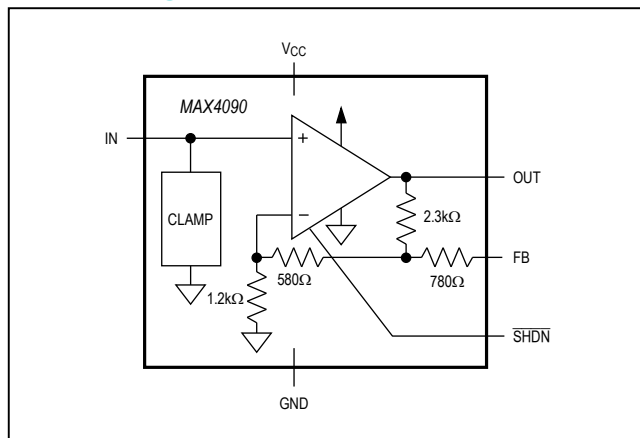 VCC
MAX4090
IN
+
OUT
CLAMP
−
2.3kΩ
FB
580Ω
780Ω
1.2kΩ
SHDN
GND